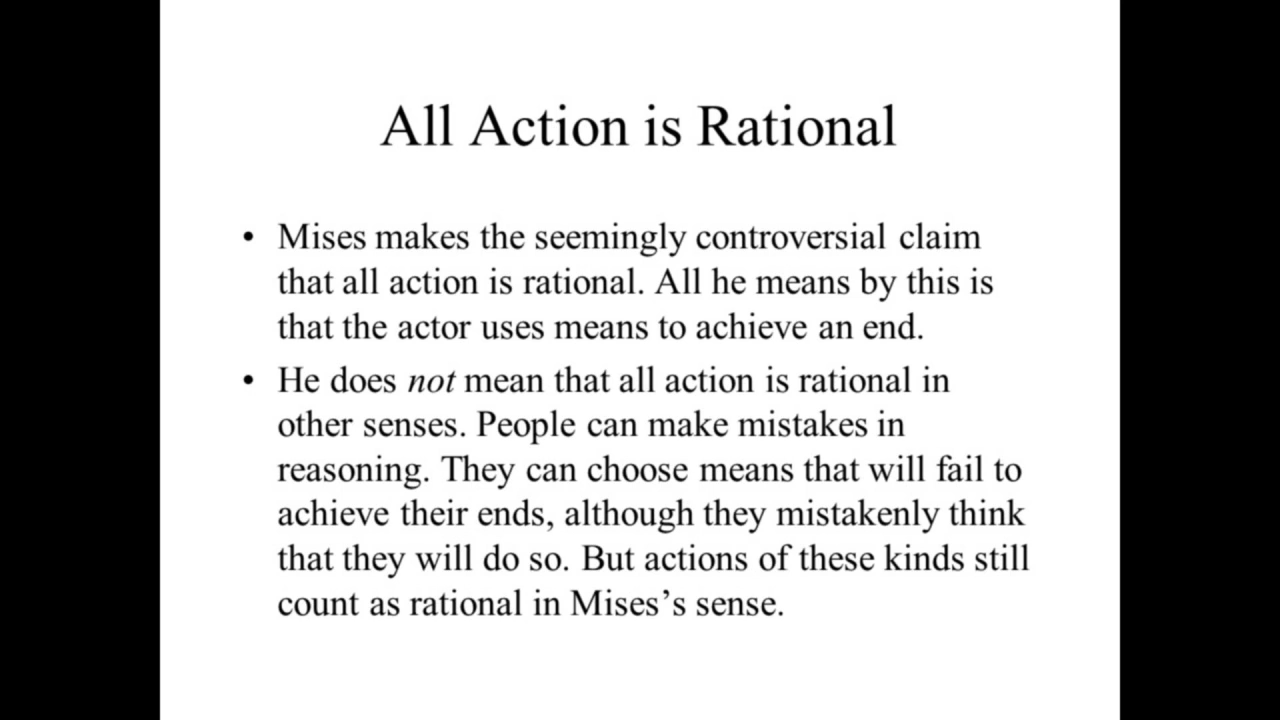 All Action is Rational
• Mises makes the seemingly controversial claim
that all action is rational. All he means by this is
that the actor uses means to achieve an end.
• He does not mean that all action is rational in
other senses. People can make mistakes in
reasoning. They can choose means that will fail to
achieve their ends, although they mistakenly think
that they will do so. But actions of these kinds still
count as rational in Mises’s sense.